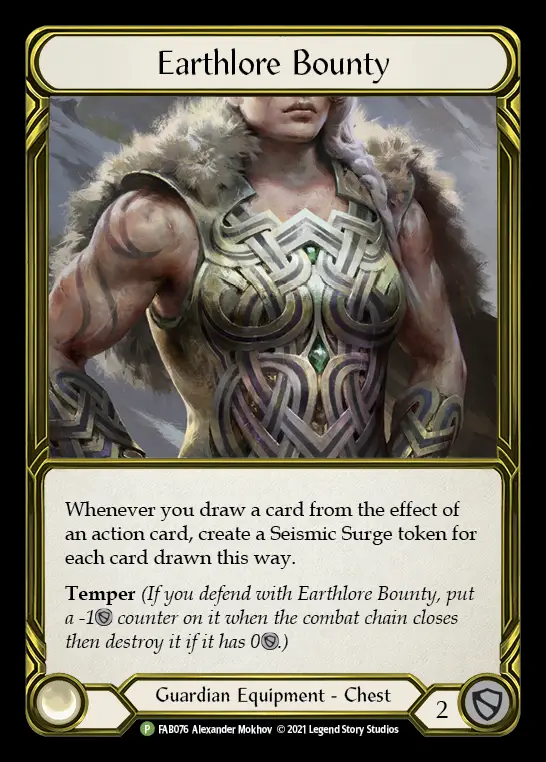 Earthlore Bounty
Whenever you draw a card from the effect of
an action card, create a Seismic Surge token for
each card drawn this way.
Temper (If you defend with Earthlore Bounty, put
a -1 counter on it when the combat chain closes
then destroy it if it has 0.)
Guardian Equipment - Chest
2
P FAB076 Alexander Mokhov © 2021 Legend Story Studios